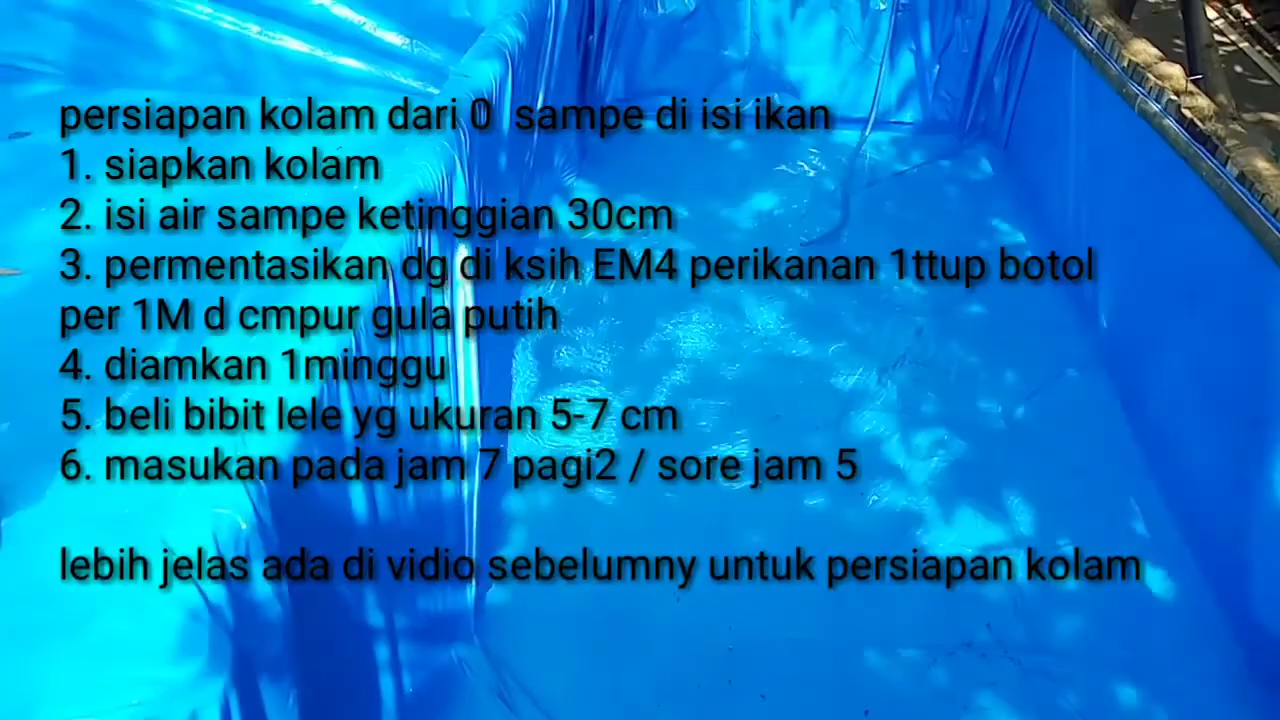 persiapan kolam dari 0 sampe di isi ikan
1. siapkan kolam
2. isi air sampe ketinggian 30cm
3. permentasikan dg di ksih EM4 perikanan 1ttup botol
per 1M d cmpur gula putih
4. diamkan 1minggu
5. beli bibit lele yg ukuran 5-7 cm
6. masukan pada jam 7 pagi2 / sore jam 5
lebih jelas ada di vidio sebelumny untuk persiapan kolam